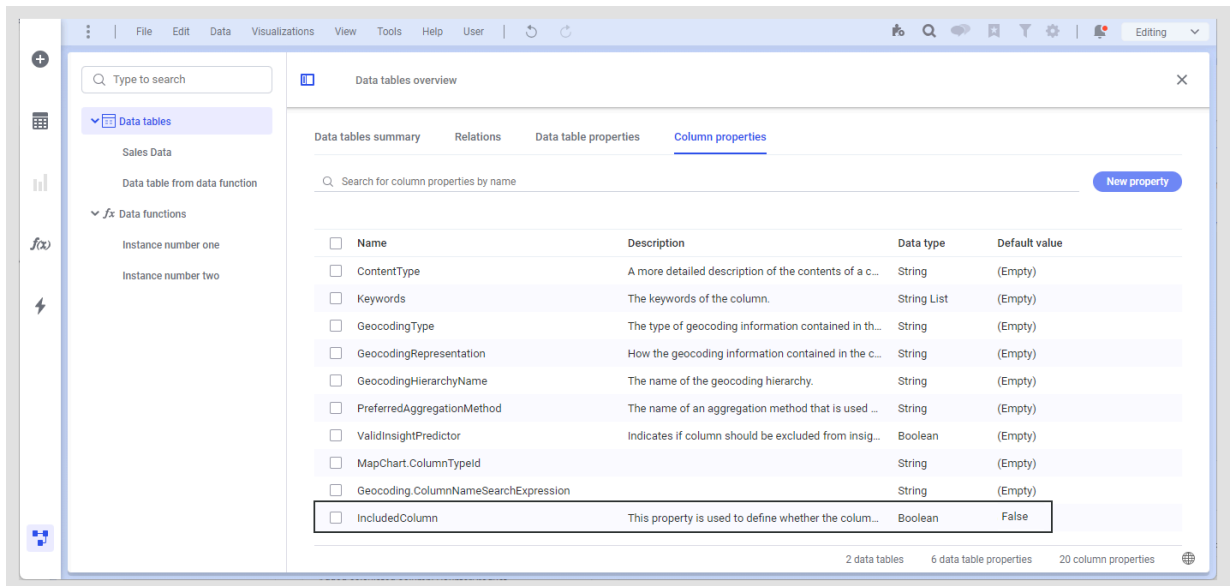 File Edit Data Visualizations View Tools Help User Editing
Type to search
Data tables overview
Data tables
Sales Data
Data table from data function
fx Data functions
Instance number one
Instance number two
f(x)
Data tables summary Relations Data table properties Column properties
Search for column properties by name New property
Name Description Data type Default value
ContentType A more detailed description of the contents of a c... String (Empty)
Keywords The keywords of the column. String List (Empty)
GeocodingType The type of geocoding information contained in th... String (Empty)
GeocodingRepresentation How the geocoding information contained in the c... String (Empty)
GeocodingHierarchyName The name of the geocoding hierarchy. String (Empty)
PreferredAggregationMethod The name of an aggregation method that is used ... String (Empty)
ValidInsightPredictor Indicates if column should be excluded from insig... Boolean (Empty)
MapChart.ColumnTypeId String (Empty)
Geocoding.ColumnNameSearchExpression String (Empty)
IncludedColumn This property is used to define whether the colum... Boolean False
2 data tables 6 data table properties 20 column properties